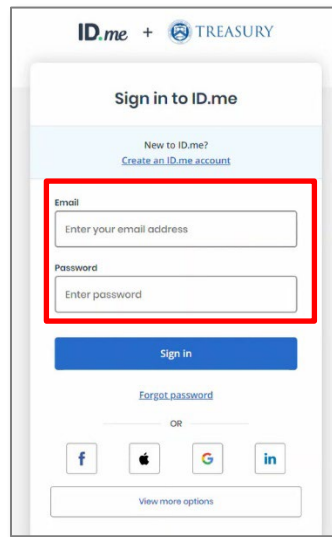 ID.me + TREASURY
Sign in to ID.me
New to ID.me?
Create an ID.me account
Email
Enter your email address
Password
Enter password
Sign in
Forgot password
OR
f G in
View more options